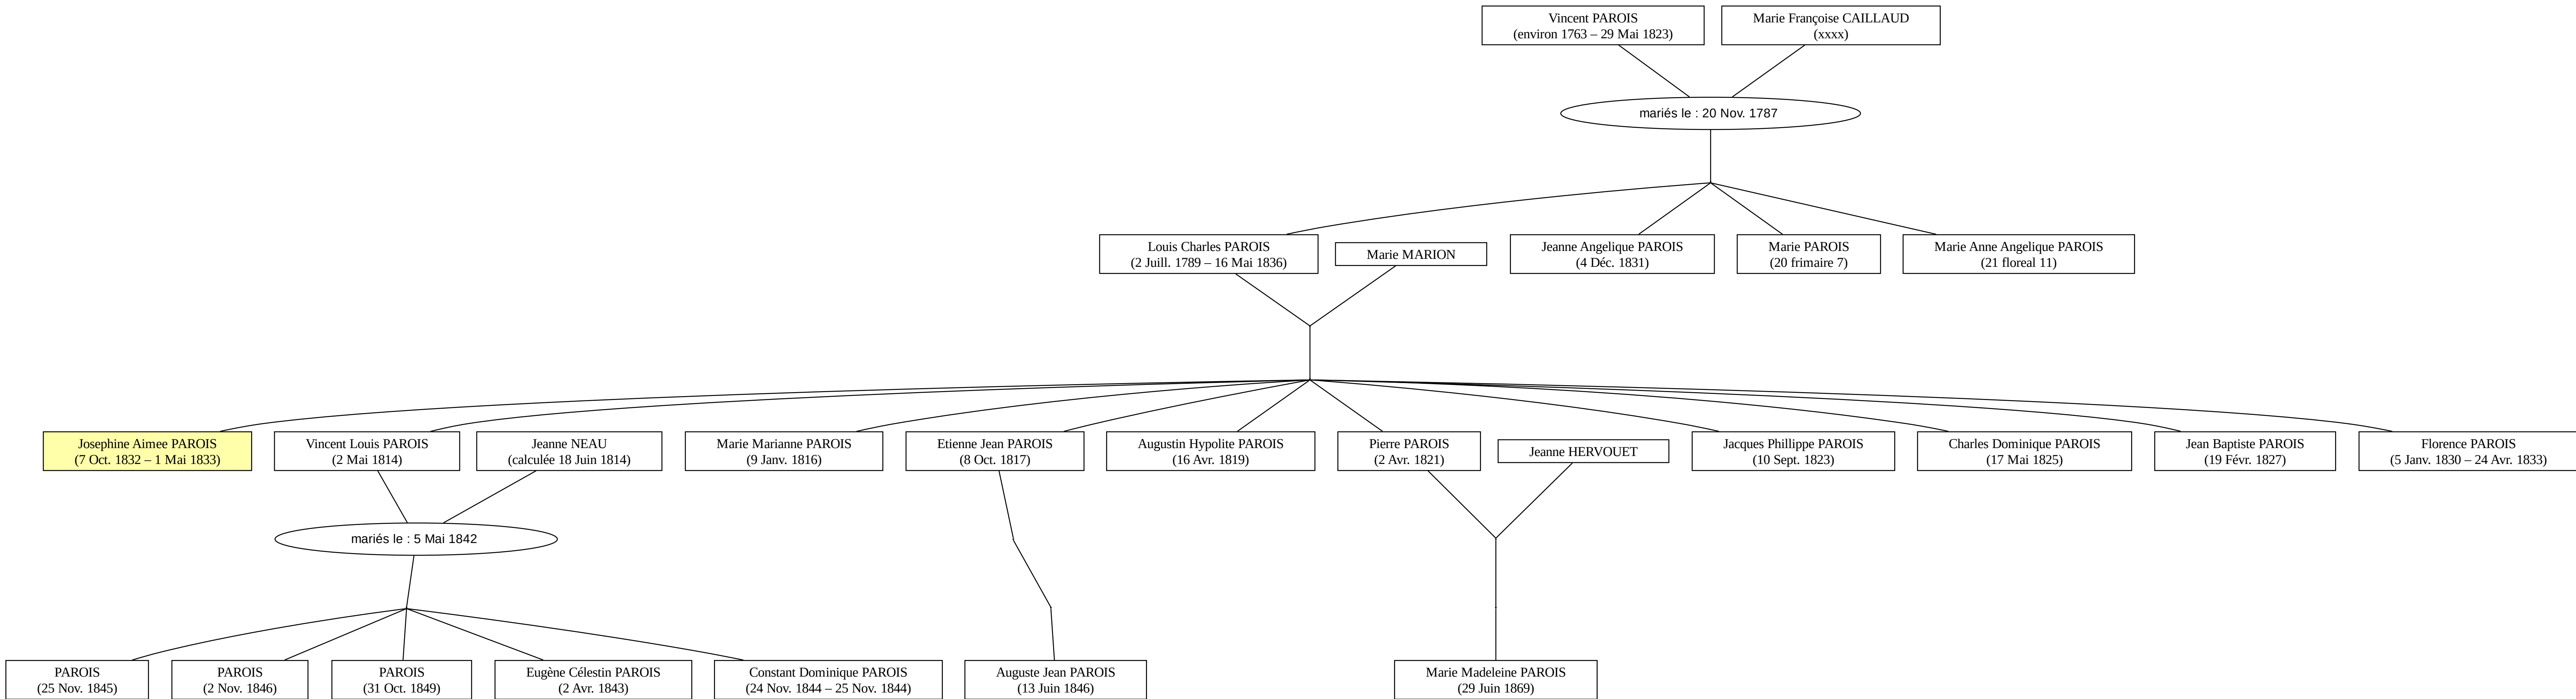 Vincent PAROIS
(environ 1763 – 29 Mai 1823)
Marie Françoise CAILLAUD
(xxxx)
mariés le : 20 Nov. 1787
Louis Charles PAROIS
(2 Juill. 1789 – 16 Mai 1836)
Marie MARION
Jeanne Angelique PAROIS
(4 Déc. 1831)
Marie PAROIS
(20 frimaire 7)
Marie Anne Angelique PAROIS
(21 floreal 11)
Josephine Aimee PAROIS
(7 Oct. 1832 – 1 Mai 1833)
Vincent Louis PAROIS
(2 Mai 1814)
Jeanne NEAU
(calculée 18 Juin 1814)
Marie Marianne PAROIS
(9 Janv. 1816)
Etienne Jean PAROIS
(8 Oct. 1817)
Augustin Hypolite PAROIS
(16 Avr. 1819)
Pierre PAROIS
(2 Avr. 1821)
Jeanne HERVOUET
Jacques Phillippe PAROIS
(10 Sept. 1823)
Charles Dominique PAROIS
(17 Mai 1825)
Jean Baptiste PAROIS
(19 Févr. 1827)
Florence PAROIS
(5 Janv. 1830 – 24 Avr. 1833)
mariés le : 5 Mai 1842
PAROIS
(25 Nov. 1845)
PAROIS
(2 Nov. 1846)
PAROIS
(31 Oct. 1849)
Eugène Célestin PAROIS
(2 Avr. 1843)
Constant Dominique PAROIS
(24 Nov. 1844 – 25 Nov. 1844)
Auguste Jean PAROIS
(13 Juin 1846)
Marie Madeleine PAROIS
(29 Juin 1869)